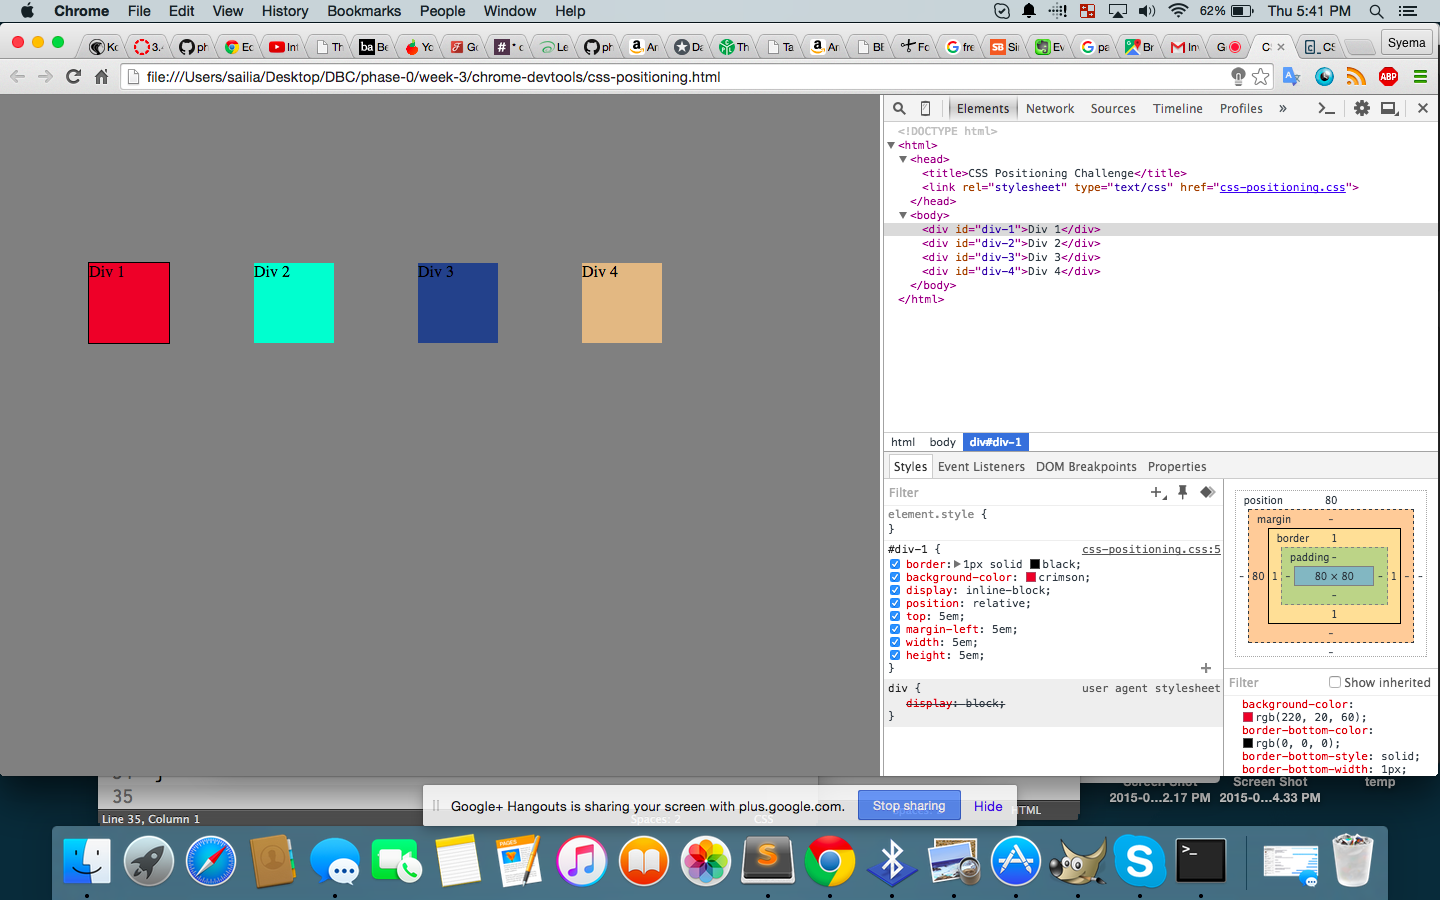 Chrome File Edit View History Bookmarks People Window Help 62% Thu 5:41 PM
Syema
file:///Users/sailia/Desktop/DBC/phase-0/week-3/chrome-devtools/css-positioning.html
ABP
Elements Network Sources Timeline Profiles »
<!DOCTYPE html>
<html>
<head>
<title>CSS Positioning Challenge</title>
<link rel="stylesheet" type="text/css" href="css-positioning.css">
</head>
<body>
<div id="div-1">Div 1</div>
<div id="div-2">Div 2</div>
<div id="div-3">Div 3</div>
<div id="div-4">Div 4</div>
</body>
</html>
Div 1 Div 2 Div 3 Div 4
html body div#div-1
Styles Event Listeners DOM Breakpoints Properties
Filter
element.style {
}
#div-1 { css-positioning.css:5
border: 1px solid black;
background-color: crimson;
display: inline-block;
position: relative;
top: 5em;
margin-left: 5em;
width: 5em;
height: 5em;
}
div { user agent stylesheet
display: block;
}
position 80
margin -
border 1
padding -
- 80 1 - 80 × 80 - 1 - -
-
1
-
-
Filter Show inherited
background-color:
rgb(220, 20, 60);
border-bottom-color:
rgb(0, 0, 0);
border-bottom-style: solid;
border-bottom-width: 1px;
35
Line 35, Column 1
Spaces: 2 CSS
HTML
Google+ Hangouts is sharing your screen with plus.google.com. Stop sharing Hide
Screen Shot
2015-0...2.17 PM
Screen Shot
2015-0...4.33 PM
temp